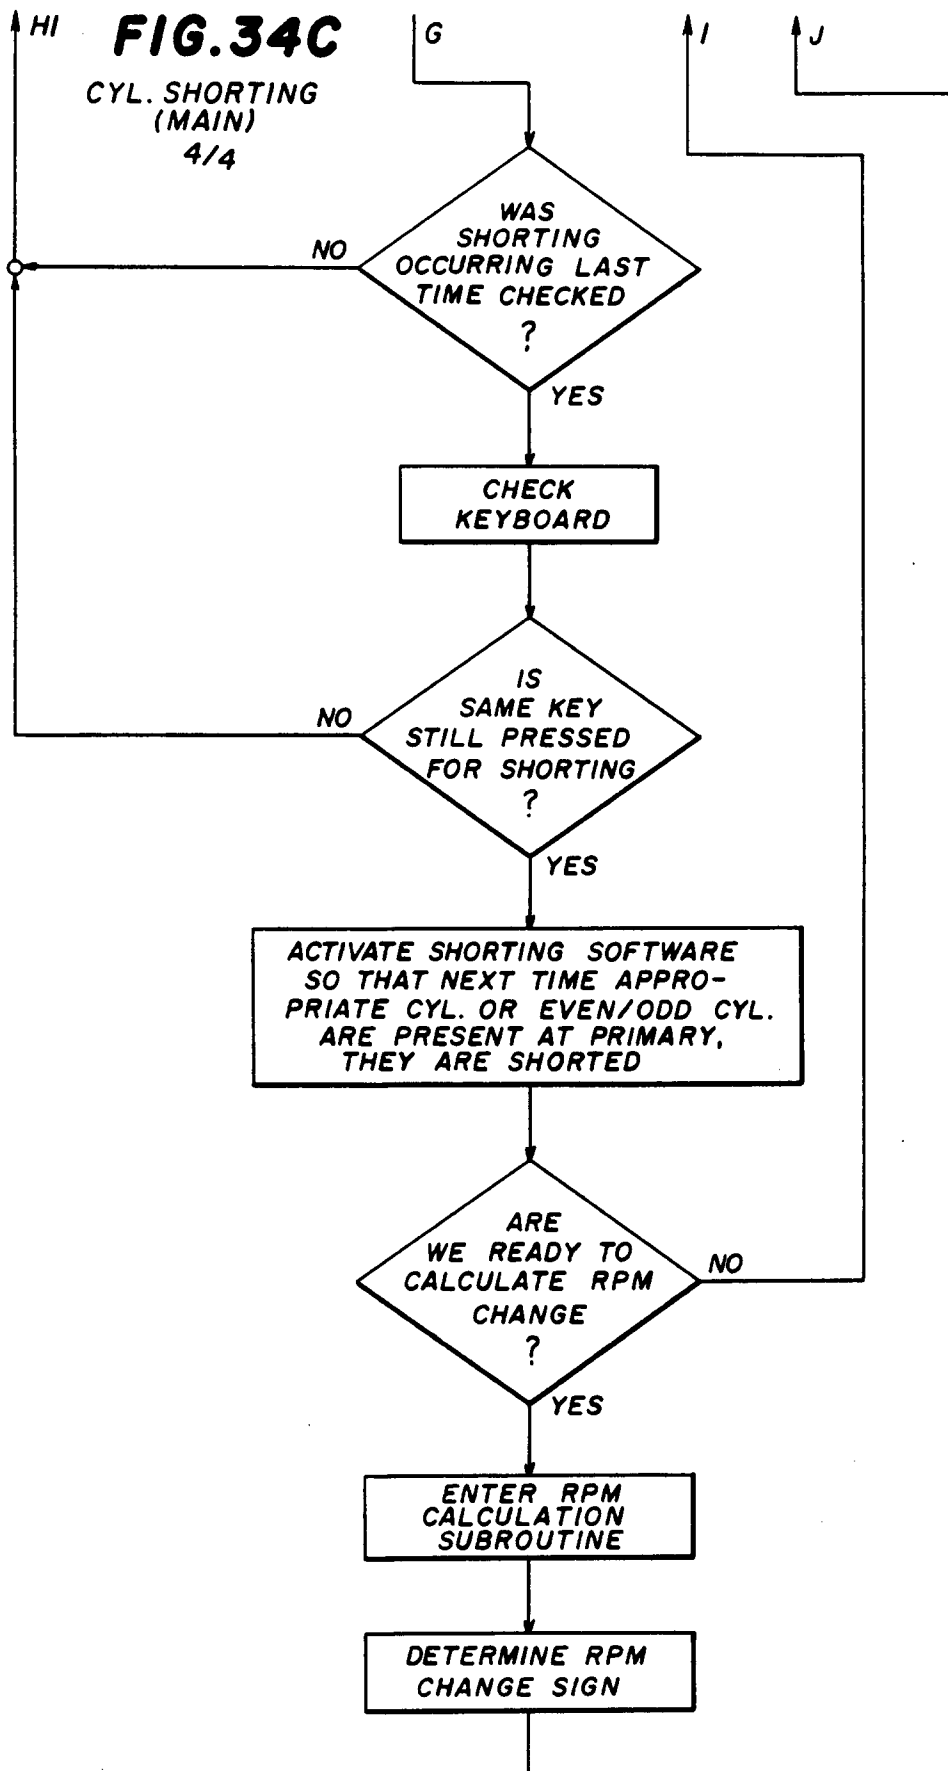 HI
FIG.34C
G
I
J
CYL. SHORTING
(MAIN)
4/4
WAS
SHORTING
OCCURRING LAST
TIME CHECKED
?
NO
YES
CHECK
KEYBOARD
IS
SAME KEY
STILL PRESSED
FOR SHORTING
?
NO
YES
ACTIVATE SHORTING SOFTWARE
SO THAT NEXT TIME APPRO-
PRIATE CYL. OR EVEN/ODD CYL.
ARE PRESENT AT PRIMARY,
THEY ARE SHORTED
ARE
WE READY TO
CALCULATE RPM
CHANGE
?
NO
YES
ENTER RPM
CALCULATION
SUBROUTINE
DETERMINE RPM
CHANGE SIGN